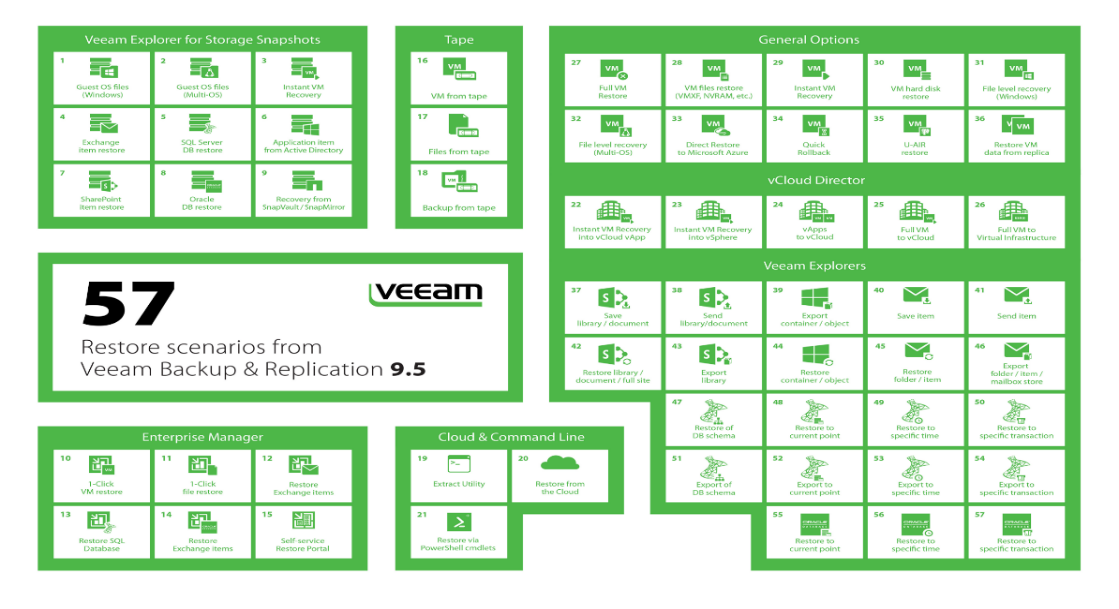 Veeam Explorer for Storage Snapshots
1
Guest OS files
(Windows)
2
Guest OS files
(Multi-OS)
3
Instant VM
Recovery
4
Exchange
item restore
5
SQL Server
DB restore
6
Application item
from Active Directory
7
SharePoint
item restore
8
Oracle
DB restore
9
Recovery from
SnapVault / SnapMirror
Tape
16
VM
VM from tape
17
Files from tape
18
VM
Backup from tape
General Options
27
VM
Full VM
Restore
28
VM
VM files restore
(VMXF, NVRAM, etc.)
29
VM
Instant VM
Recovery
30
VM
VM hard disk
restore
31
VM
File level recovery
(Windows)
32
VM
File level recovery
(Multi-OS)
33
VM
Direct Restore
to Microsoft Azure
34
VM
Quick
Rollback
35
VM
U-AIR
restore
36
V VM
Restore VM
data from replica
vCloud Director
22
Instant VM Recovery
into vCloud vApp
23
Instant VM Recovery
into vSphere
24
vApps
to vCloud
25
Full VM
to vCloud
26
Full VM to
Virtual Infrastructure
57
veeam
Restore scenarios from
Veeam Backup & Replication 9.5
Veeam Explorers
37
S
Save
library / document
38
S
Send
library/document
39
Export
container / object
40
Save item
41
Send item
42
S
Restore library /
document / full site
43
S
Export
library
44
Restore
container / object
45
Restore
folder / item
46
Export
folder / item /
mailbox store
47
Restore of
DB schema
48
Restore to
current point
49
Restore to
specific time
50
Restore to
specific transaction
51
Export of
DB schema
52
Export to
current point
53
Export to
specific time
54
Export to
specific transaction
55
ORACLE
Restore to
current point
56
ORACLE
Restore to
specific time
57
ORACLE
Restore to
specific transaction
Enterprise Manager
10
VM
1-Click
VM restore
11
1-Click
file restore
12
Restore
Exchange Items
13
Restore SQL
Database
14
Restore
Exchange items
15
Self-service
Restore Portal
Cloud & Command Line
19
Extract Utility
20
Restore from
the Cloud
21
Restore via
PowerShell cmdlets